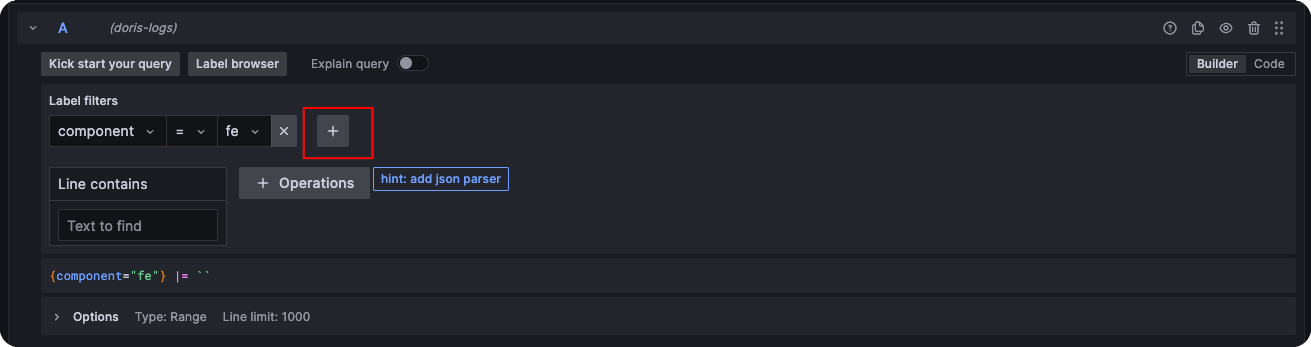 A (doris-logs)
Kick start your query Label browser Explain query Builder Code
Label filters
component = fe × +
Line contains + Operations hint: add json parser
Text to find
{component="fe"} |= ``
Options Type: Range Line limit: 1000